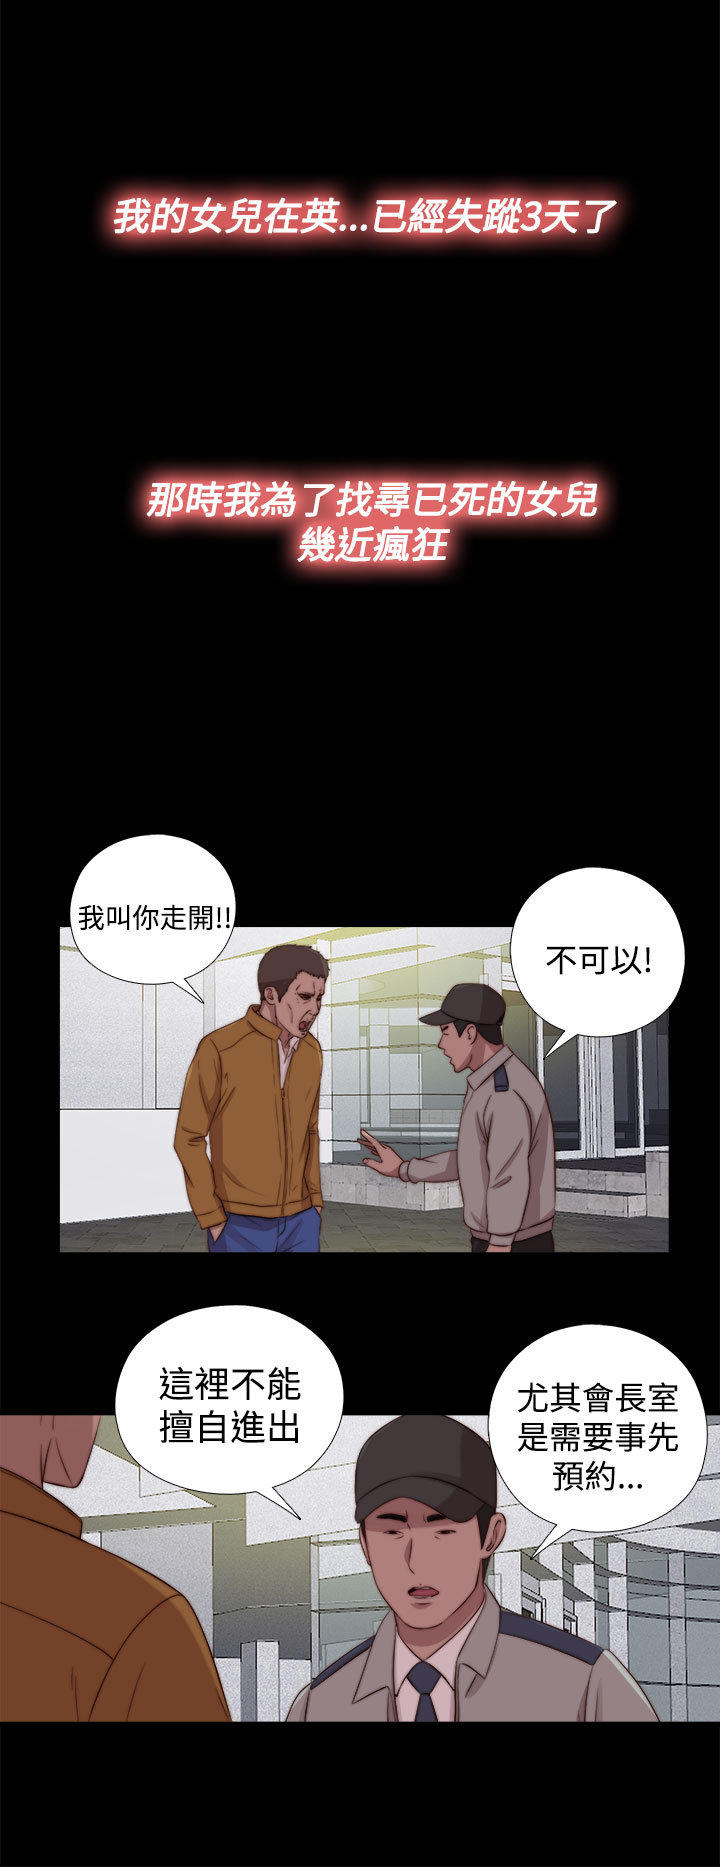 我的女兒在英...已經失蹤3天了
那時我為了找尋已死的女兒
幾近瘋狂
我叫你走開!!
不可以!
這裡不能
擅自進出
尤其會長室
是需要事先
預約...